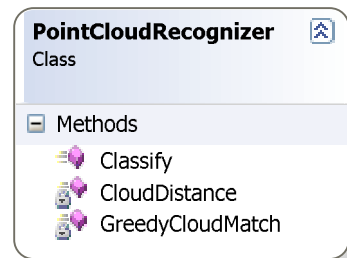 PointCloudRecognizer
Class
Methods
Classify
CloudDistance
GreedyCloudMatch